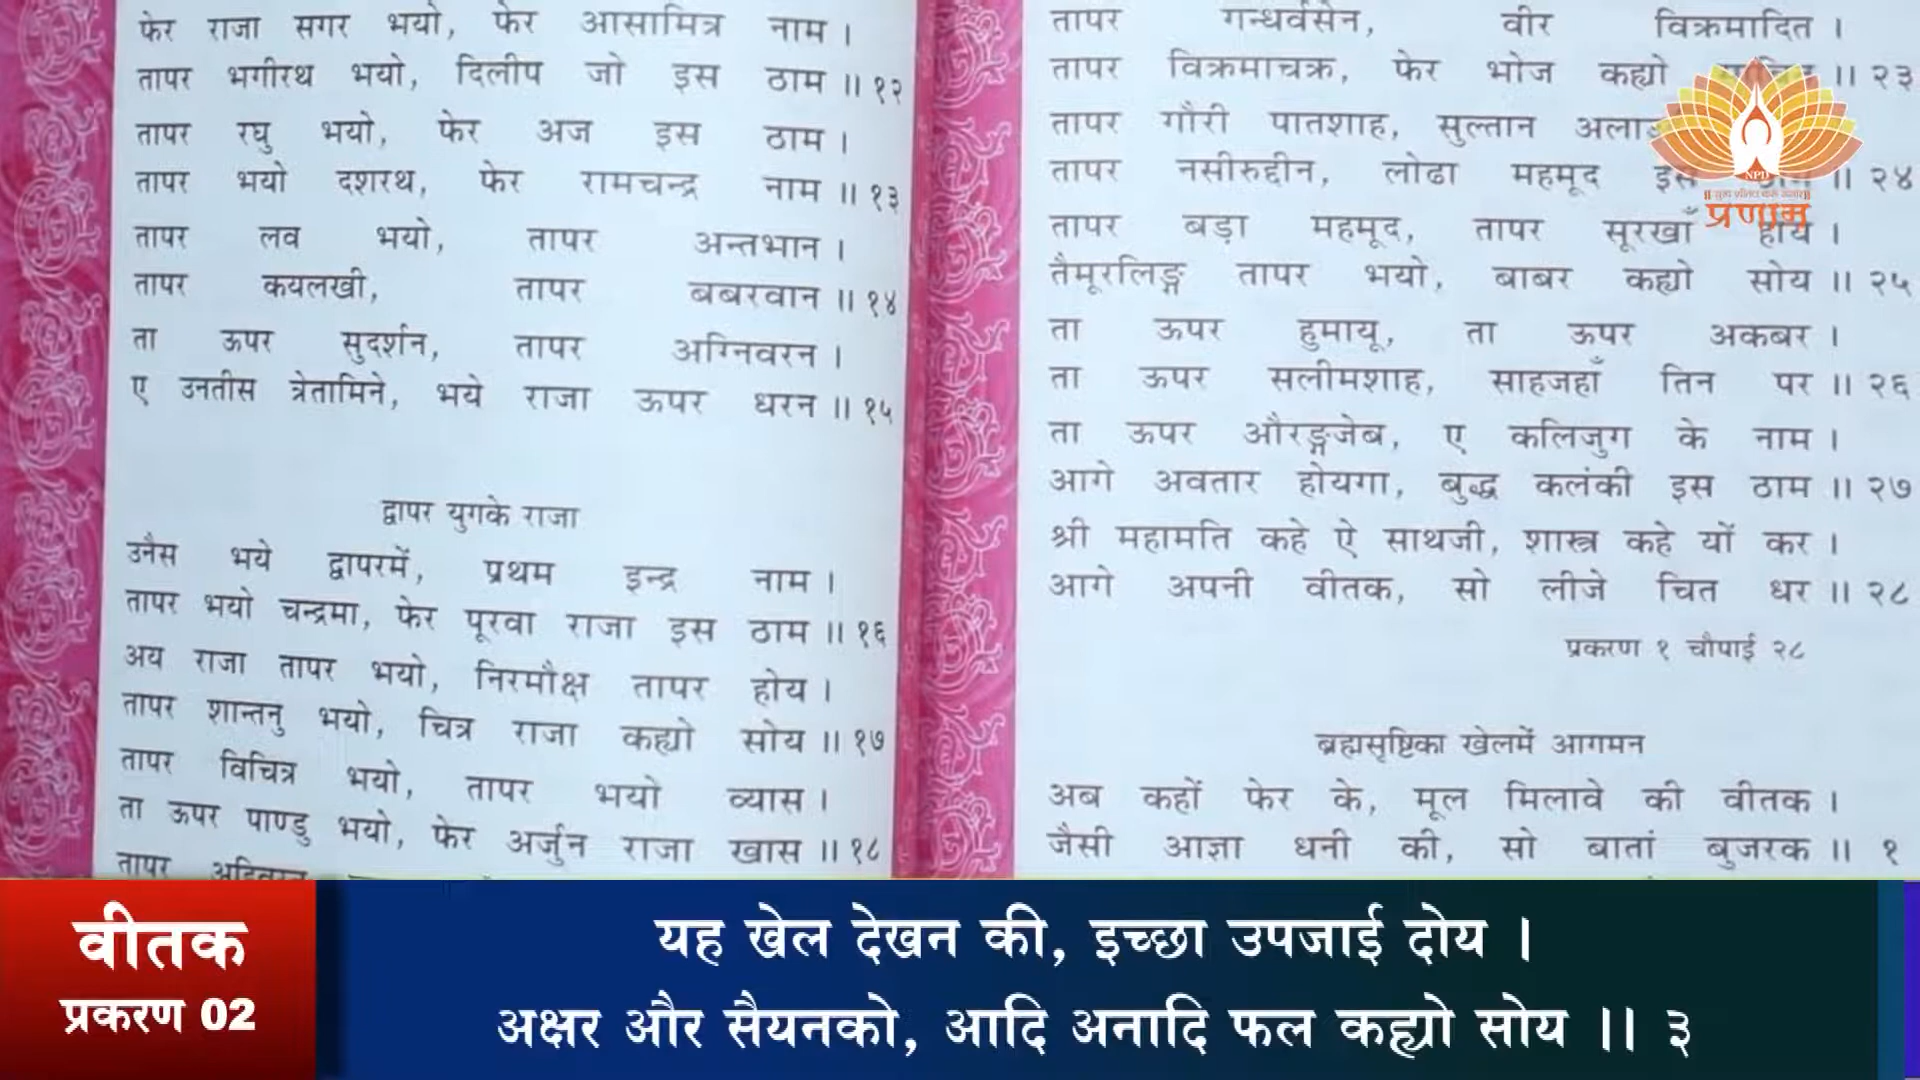 फेर राजा सगर भयो, फेर आसामित्र नाम ।
तापर भगीरथ भयो, दिलीप जो इस ठाम ॥ १२
तापर रघु भयो, फेर अज इस ठाम ।
तापर भयो दशरथ, फेर रामचन्द्र नाम ॥ १३
तापर लव भयो, तापर अन्तभान ।
तापर कयलखी, तापर बबरवान ॥ १४
ता ऊपर सुदर्शन, तापर अग्निवरन ।
ए उनतीस त्रेतामिने, भये राजा ऊपर धरन ॥ १५
द्वापर युगके राजा
उनैस भये द्वापरमें, प्रथम इन्द्र नाम ।
तापर भयो चन्द्रमा, फेर पूरवा राजा इस ठाम ॥ १६
अय राजा तापर भयो, निरमौक्ष तापर होय ।
तापर शान्तनु भयो, चित्र राजा कह्यो सोय ॥ १७
तापर विचित्र भयो, तापर भयो व्यास ।
ता ऊपर पाण्डु भयो, फेर अर्जुन राजा खास ॥ १८
तापर
तापर गन्धर्वसेन, वीर विक्रमादित ।
तापर विक्रमाचक्र, फेर भोज कह्यो ॥ २३
तापर गौरी पातशाह, सुल्तान
तापर नसीरुद्दीन, लोढा महमूद इस ॥ २४
तापर बड़ा महमूद, तापर सूरखाँ होय ।
तैमूरलिङ्ग तापर भयो, बाबर कह्यो सोय ॥ २५
ता ऊपर हुमायू, ता ऊपर अकबर ।
ता ऊपर सलीमशाह, साहजहाँ तिन पर ॥ २६
ता ऊपर औरङ्गजेब, ए कलिजुग के नाम ।
आगे अवतार होयगा, बुद्ध कलंकी इस ठाम ॥ २७
श्री महामति कहे ऐ साथजी, शास्त्र कहे यों कर ।
आगे अपनी वीतक, सो लीजे चित धर ॥ २८
प्रकरण १ चौपाई २८
ब्रह्मसृष्टिका खेलमें आगमन
अब कहों फेर के, मूल मिलावे की वीतक ।
जैसी आज्ञा धनी की, सो बातां बुजरक ॥ १
NPD
प्रणाम
वीतक
प्रकरण 02
यह खेल देखन की, इच्छा उपजाई दोय ।
अक्षर और सैयनको, आदि अनादि फल कह्यो सोय ।। ३